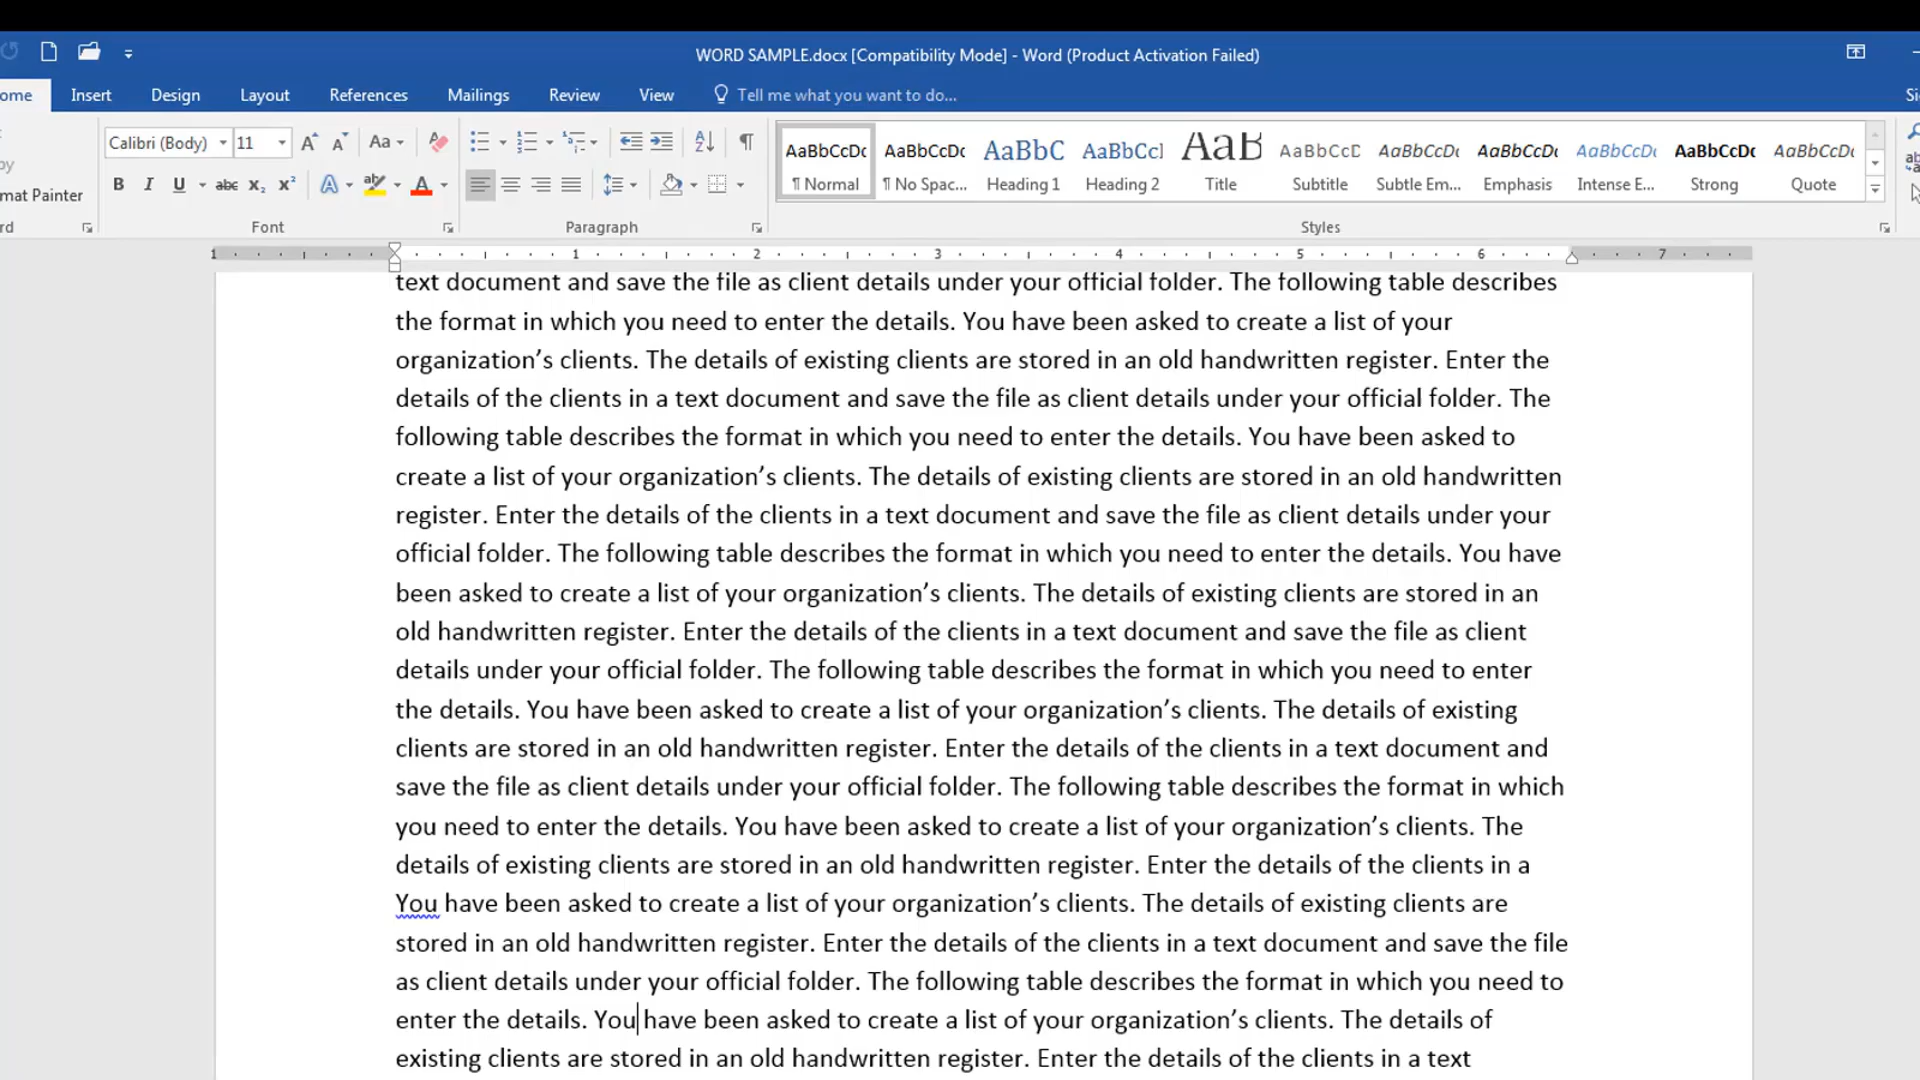 WORD SAMPLE.docx [Compatibility Mode] - Word (Product Activation Failed)
ome Insert Design Layout References Mailings Review View Tell me what you want to do... Si
py
mat Painter
rd
Calibri (Body) 11
Aa
B I U abc X₂ X²
A A
Font
Paragraph
AaBbCcDc AaBbCcDc AaBbC AaBbCcI AaB AaBbCcD AaBbCcDc AaBbCcDc AaBbCcDc AaBbCcDc AaBbCcDc
¶ Normal ¶ No Spac... Heading 1 Heading 2 Title Subtitle Subtle Em... Emphasis Intense E... Strong Quote
Styles
1 1 2 3 4 5 6 7
text document and save the file as client details under your official folder. The following table describes
the format in which you need to enter the details. You have been asked to create a list of your
organization’s clients. The details of existing clients are stored in an old handwritten register. Enter the
details of the clients in a text document and save the file as client details under your official folder. The
following table describes the format in which you need to enter the details. You have been asked to
create a list of your organization’s clients. The details of existing clients are stored in an old handwritten
register. Enter the details of the clients in a text document and save the file as client details under your
official folder. The following table describes the format in which you need to enter the details. You have
been asked to create a list of your organization’s clients. The details of existing clients are stored in an
old handwritten register. Enter the details of the clients in a text document and save the file as client
details under your official folder. The following table describes the format in which you need to enter
the details. You have been asked to create a list of your organization’s clients. The details of existing
clients are stored in an old handwritten register. Enter the details of the clients in a text document and
save the file as client details under your official folder. The following table describes the format in which
you need to enter the details. You have been asked to create a list of your organization’s clients. The
details of existing clients are stored in an old handwritten register. Enter the details of the clients in a
You have been asked to create a list of your organization’s clients. The details of existing clients are
stored in an old handwritten register. Enter the details of the clients in a text document and save the file
as client details under your official folder. The following table describes the format in which you need to
enter the details. You have been asked to create a list of your organization’s clients. The details of
existing clients are stored in an old handwritten register. Enter the details of the clients in a text